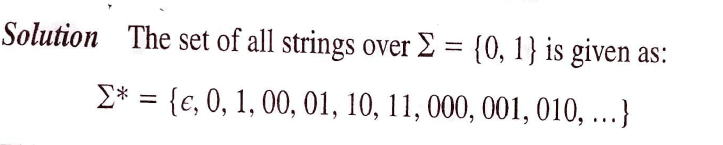 Solution The set of all strings over Σ = {0, 1} is given as:
Σ* = {ϵ, 0, 1, 00, 01, 10, 11, 000, 001, 010, ...}